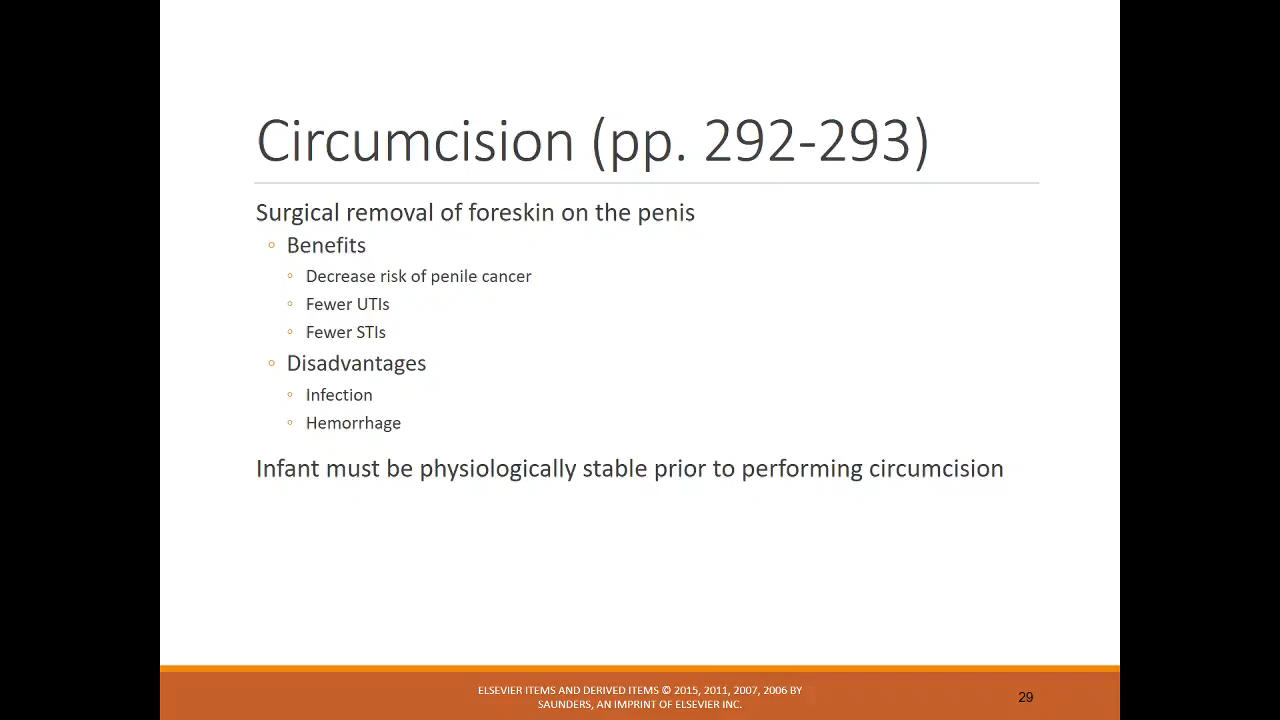 Circumcision (pp. 292-293)
Surgical removal of foreskin on the penis
◦ Benefits
◦ Decrease risk of penile cancer
◦ Fewer UTIs
◦ Fewer STIs
◦ Disadvantages
◦ Infection
◦ Hemorrhage
Infant must be physiologically stable prior to performing circumcision
ELSEVIER ITEMS AND DERIVED ITEMS © 2015, 2011, 2007, 2006 BY
SAUNDERS, AN IMPRINT OF ELSEVIER INC.
29